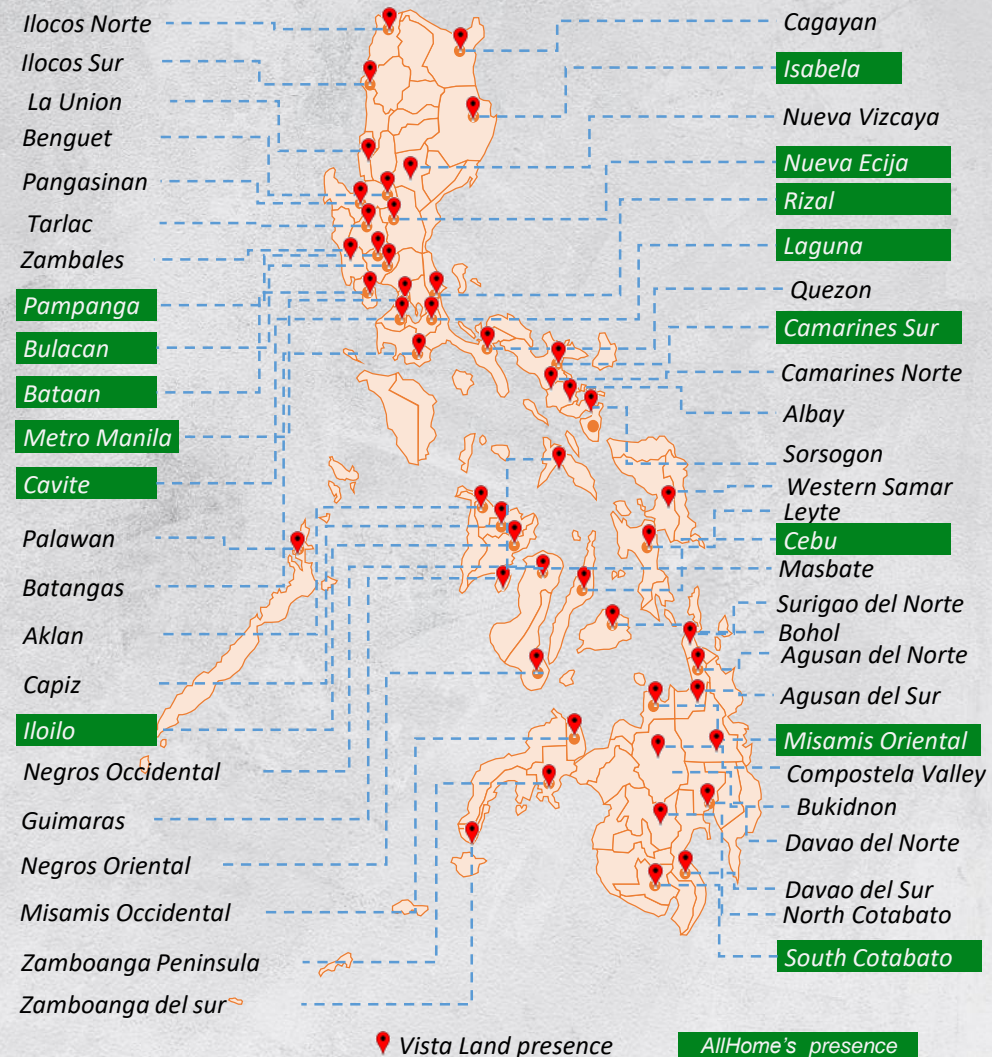 Ilocos Norte
Ilocos Sur
La Union
Benguet
Pangasinan
Tarlac
Zambales
Pampanga
Bulacan
Bataan
Metro Manila
Cavite
Palawan
Batangas
Aklan
Capiz
Iloilo
Negros Occidental
Guimaras
Negros Oriental
Misamis Occidental
Zamboanga Peninsula
Zamboanga del sur
Cagayan
Isabela
Nueva Vizcaya
Nueva Ecija
Rizal
Laguna
Quezon
Camarines Sur
Camarines Norte
Albay
Sorsogon
Western Samar
Leyte
Cebu
Masbate
Surigao del Norte
Bohol
Agusan del Norte
Agusan del Sur
Misamis Oriental
Compostela Valley
Bukidnon
Davao del Norte
Davao del Sur
North Cotabato
South Cotabato
Vista Land presence
AllHome's presence